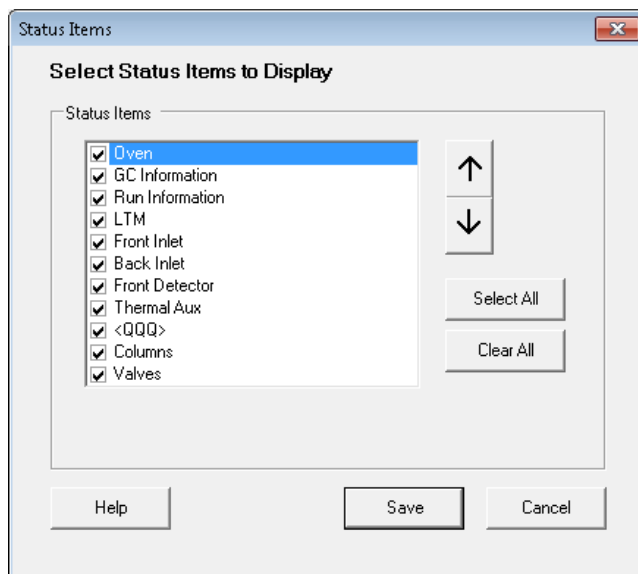 Status Items
Select Status Items to Display
Status Items
Oven
GC Information
Run Information
LTM
Front Inlet
Back Inlet
Front Detector
Thermal Aux
<QQQ>
Columns
Valves
Select All
Clear All
Help
Save
Cancel